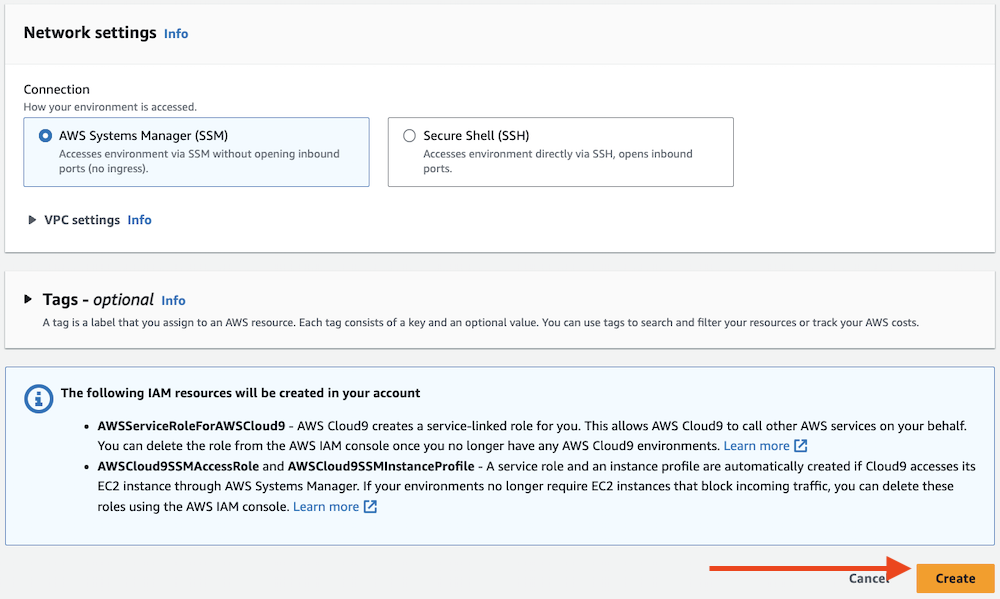 Network settings Info
Connection
How your environment is accessed.
AWS Systems Manager (SSM)
Accesses environment via SSM without opening inbound
ports (no ingress).
Secure Shell (SSH)
Accesses environment directly via SSH, opens inbound
ports.
VPC settings Info
Tags - optional Info
A tag is a label that you assign to an AWS resource. Each tag consists of a key and an optional value. You can use tags to search and filter your resources or track your AWS costs.
The following IAM resources will be created in your account
• AWSServiceRoleForAWSCloud9 - AWS Cloud9 creates a service-linked role for you. This allows AWS Cloud9 to call other AWS services on your behalf.
You can delete the role from the AWS IAM console once you no longer have any AWS Cloud9 environments. Learn more
• AWSCloud9SSMAccessRole and AWSCloud9SSMInstanceProfile - A service role and an instance profile are automatically created if Cloud9 accesses its
EC2 instance through AWS Systems Manager. If your environments no longer require EC2 instances that block incoming traffic, you can delete these
roles using the AWS IAM console. Learn more
Cancel Create